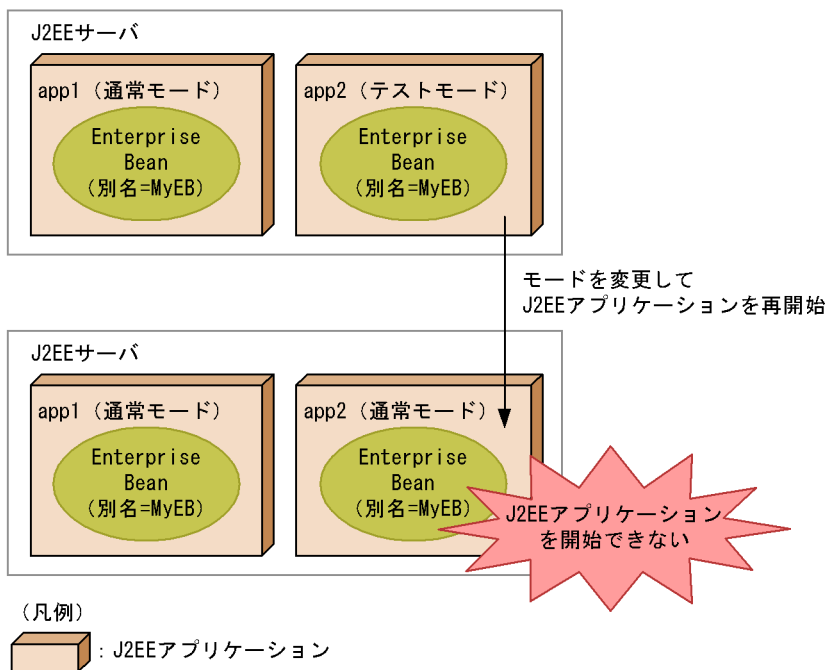 J2EEサーバ
app1（通常モード）
app2（テストモード）
Enterprise
Bean
（別名=MyEB）
Enterprise
Bean
（別名=MyEB）
モードを変更して
J2EEアプリケーションを再開始
J2EEサーバ
app1（通常モード）
app2（通常モード）
Enterprise
Bean
（別名=MyEB）
Enterprise
Bean
（別名=MyEB）
J2EEアプリケーション
を開始できない
（凡例）
：J2EEアプリケーション